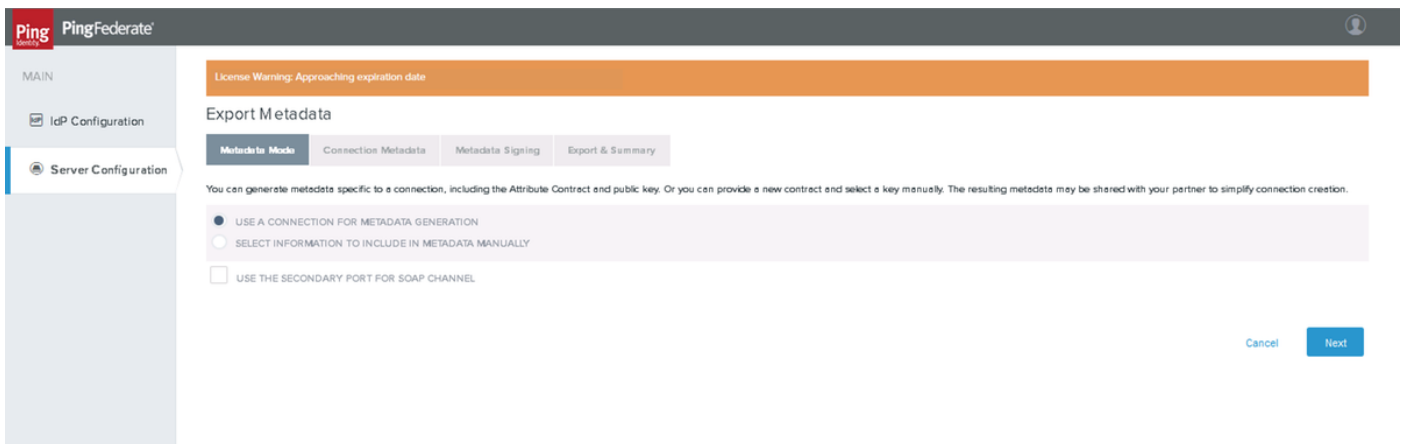 Ping
Identity.
PingFederate®
MAIN
IdP Configuration
Server Configuration
License Warning: Approaching expiration date
Export Metadata
Metadata Mode Connection Metadata Metadata Signing Export & Summary
You can generate metadata specific to a connection, including the Attribute Contract and public key. Or you can provide a new contract and select a key manually. The resulting metadata may be shared with your partner to simplify connection creation.
USE A CONNECTION FOR METADATA GENERATION
SELECT INFORMATION TO INCLUDE IN METADATA MANUALLY
USE THE SECONDARY PORT FOR SOAP CHANNEL
Cancel Next